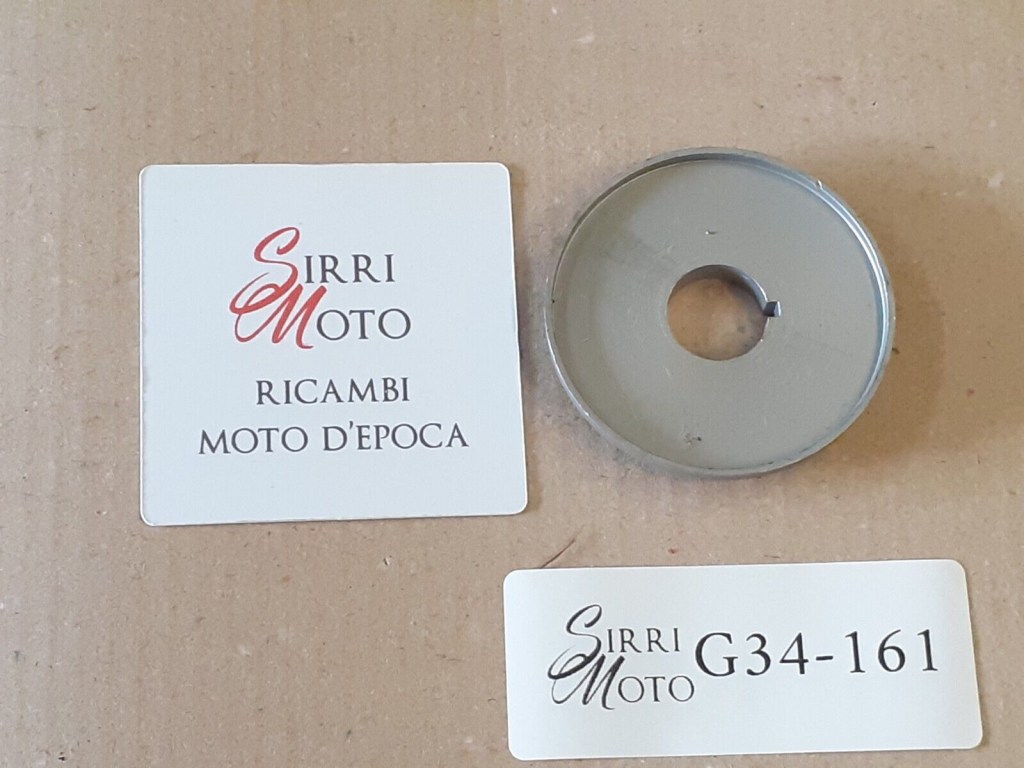 SIRRI
MOTO
RICAMBI
MOTO D'EPOCA
SIRRI
MOTO
G34-161